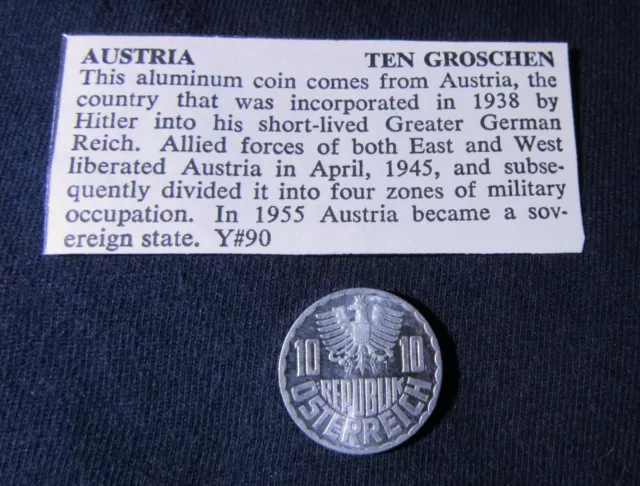 AUSTRIA TEN GROSCHEN
This aluminum coin comes from Austria, the
country that was incorporated in 1938 by
Hitler into his short-lived Greater German
Reich. Allied forces of both East and West
liberated Austria in April, 1945, and subse-
quently divided it into four zones of military
occupation. In 1955 Austria became a sov-
ereign state. Y#90
10 10
REPUBLIK
ÖSTERREICH